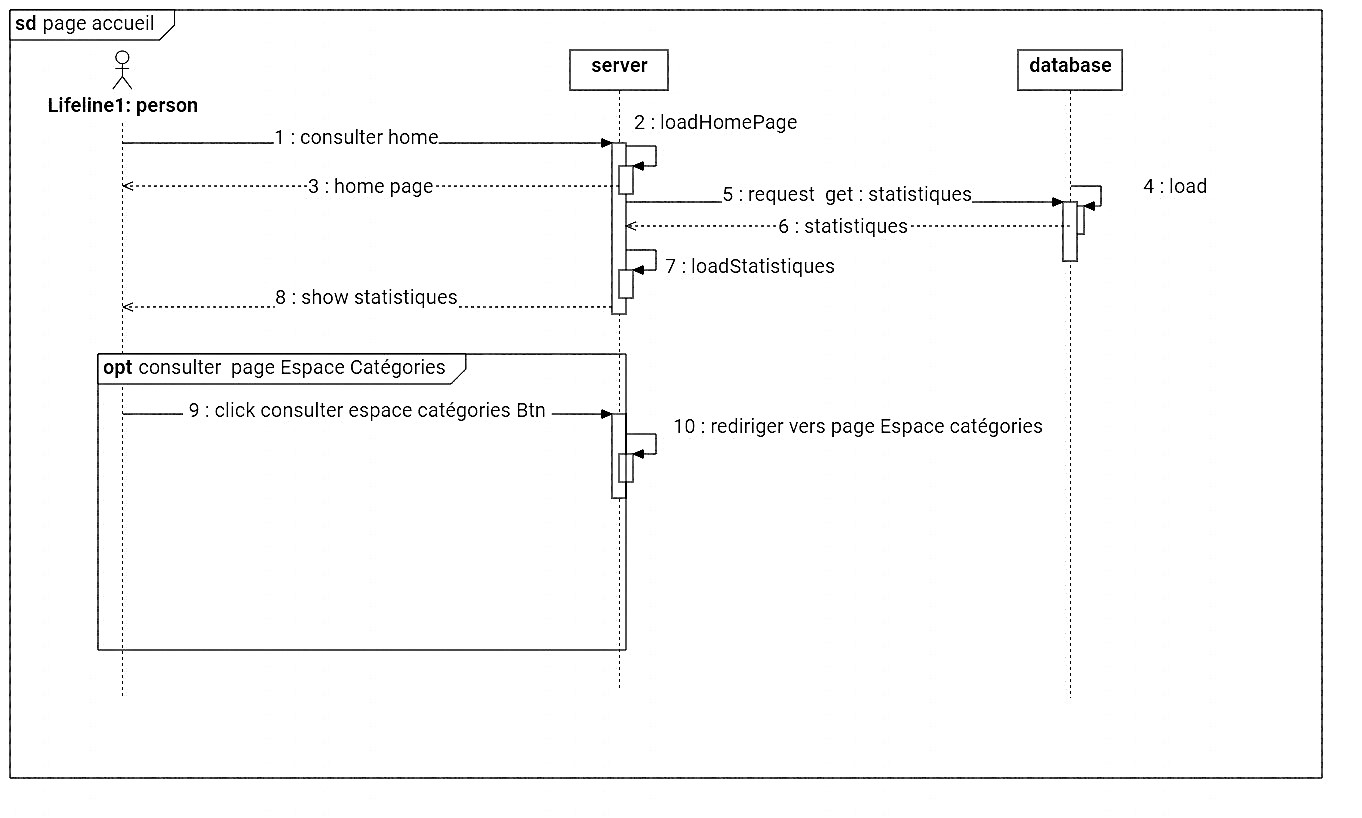 sd page accueil
server
database
Lifeline1: person
2 : loadHomePage
1 : consulter home
3 : home page
4 : load
5 : request  get : statistiques
6 : statistiques
7 : loadStatistiques
8 : show statistiques
opt consulter  page Espace Catégories
9 : click consulter espace catégories Btn
10 : rediriger vers page Espace catégories